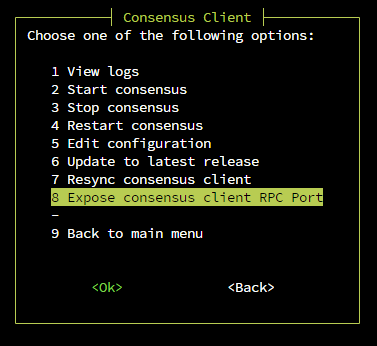 Consensus Client
Choose one of the following options:
1 View logs
2 Start consensus
3 Stop consensus
4 Restart consensus
5 Edit configuration
6 Update to latest release
7 Resync consensus client
8 Expose consensus client RPC Port
–
9 Back to main menu
<Ok> <Back>